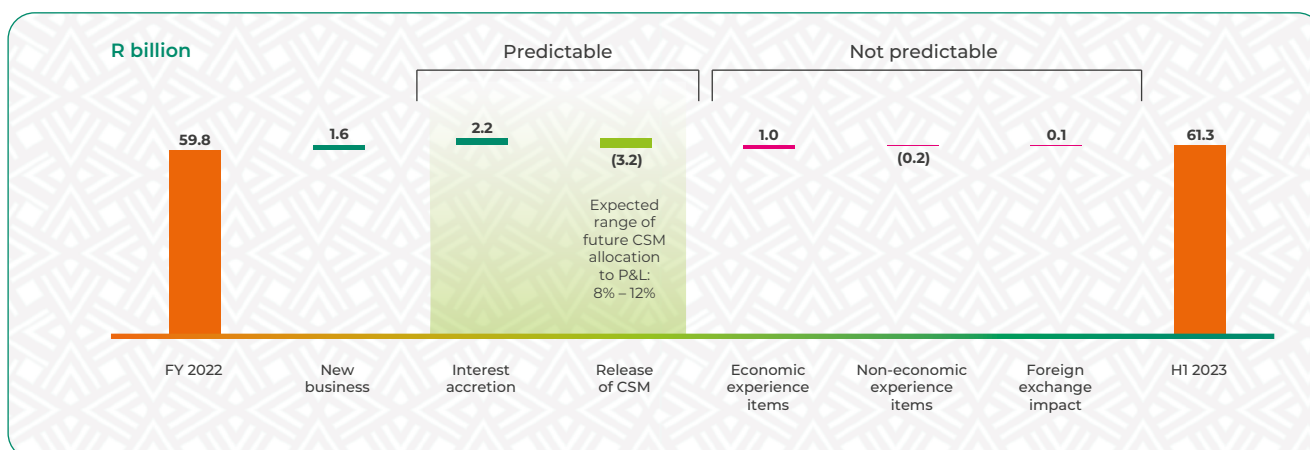 R billion
Predictable
Not predictable
59.8
1.6
2.2
(3.2)
1.0
(0.2)
0.1
61.3
Expected
range of
future CSM
allocation
to P&L:
8% – 12%
FY 2022
New
business
Interest
accretion
Release
of CSM
Economic
experience
items
Non-economic
experience
items
Foreign
exchange
impact
H1 2023